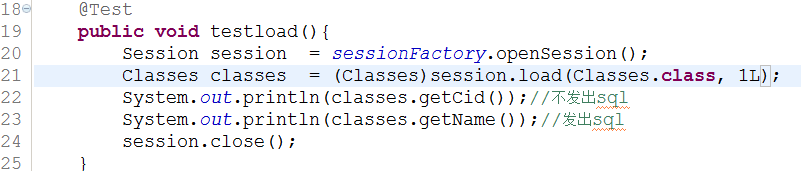 18 @Test
19 public void testload(){
20 Session session  = sessionFactory.openSession();
21 Classes classes  = (Classes)session.load(Classes.class, 1L);
22 System.out.println(classes.getCid());//不发出sql
23 System.out.println(classes.getName());//发出sql
24 session.close();
25 }